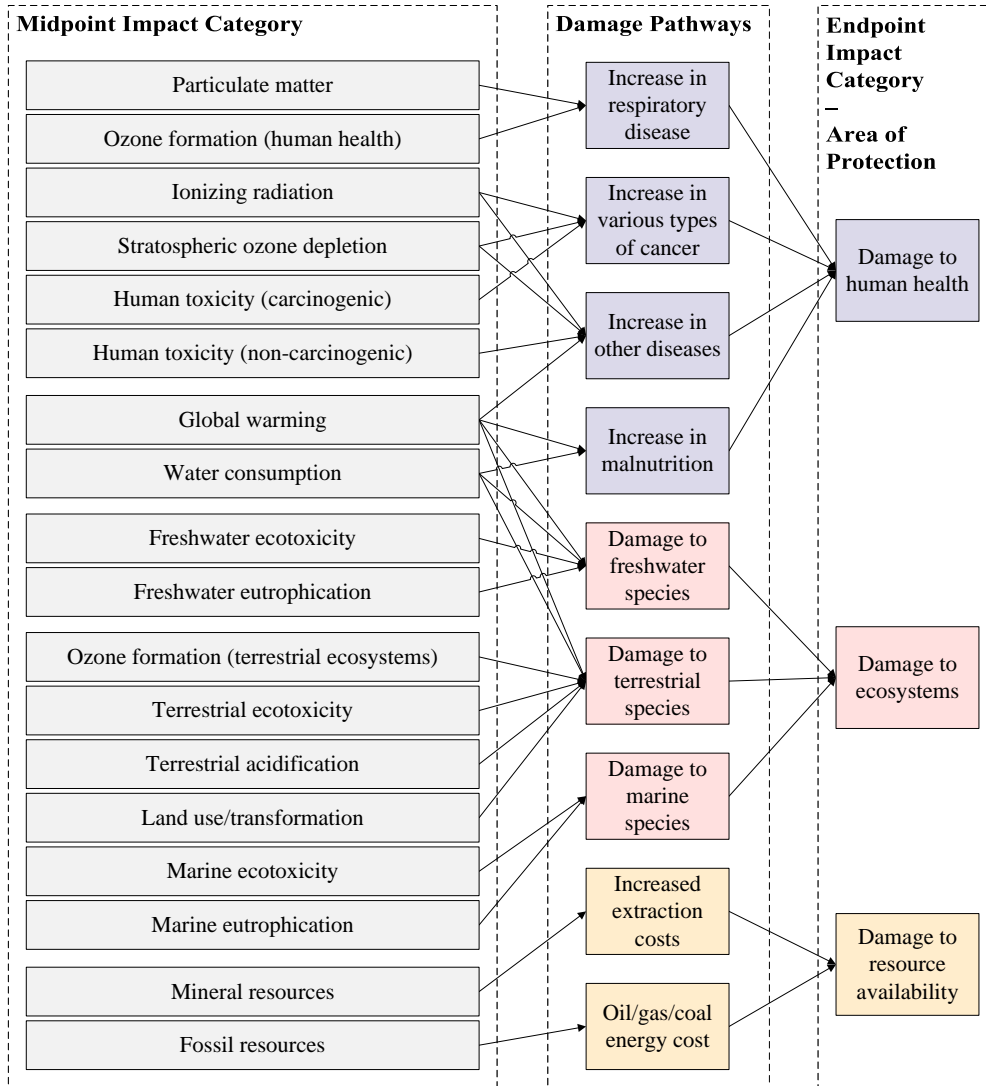 Midpoint Impact Category
Particulate matter
Ozone formation (human health)
Ionizing radiation
Stratospheric ozone depletion
Human toxicity (carcinogenic)
Human toxicity (non-carcinogenic)
Global warming
Water consumption
Freshwater ecotoxicity
Freshwater eutrophication
Ozone formation (terrestrial ecosystems)
Terrestrial ecotoxicity
Terrestrial acidification
Land use/transformation
Marine ecotoxicity
Marine eutrophication
Mineral resources
Fossil resources
Damage Pathways
Increase in
respiratory
disease
Increase in
various types
of cancer
Increase in
other diseases
Increase in
malnutrition
Damage to
freshwater
species
Damage to
terrestrial
species
Damage to
marine
species
Increased
extraction
costs
Oil/gas/coal
energy cost
Endpoint
Impact
Category
–
Area of
Protection
Damage to
human health
Damage to
ecosystems
Damage to
resource
availability